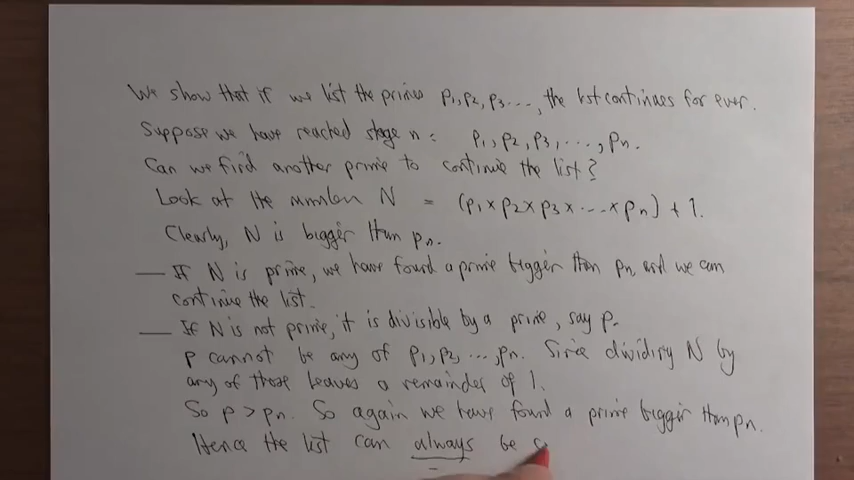 We show that if we list the primes p₁, p₂, p₃ ..., the list continues for ever.
Suppose we have reached stage n : p₁, p₂, p₃, ..., pₙ.
Can we find another prime to continue the list?
Look at the number N = (p₁ × p₂ × p₃ × ... × pₙ) + 1.
Clearly, N is bigger than pₙ.
— If N is prime, we have found a prime bigger than pₙ and we can
continue the list.
— If N is not prime, it is divisible by a prime, say p.
p cannot be any of p₁, p₂, ..., pₙ. Since dividing N by
any of these leaves a remainder of 1.
So p > pₙ. So again we have found a prime bigger than pₙ.
Hence the list can always be